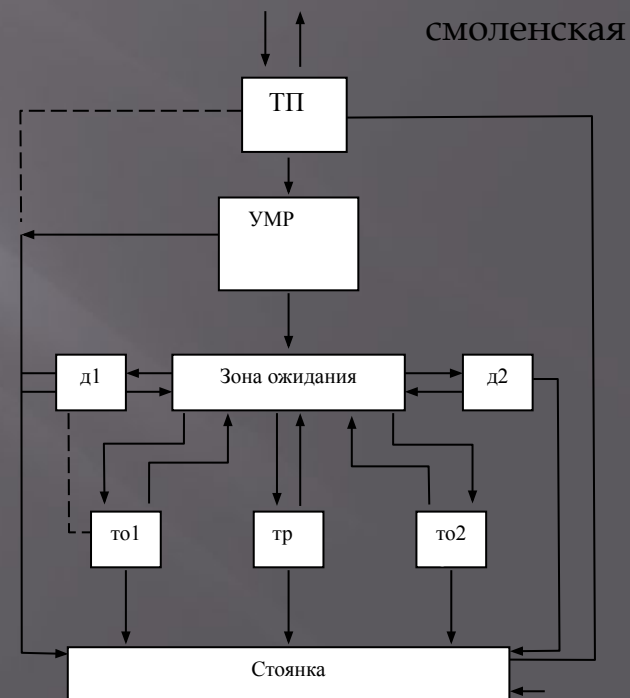 смоленская
ТП
УМР
д1
Зона ожидания
д2
то1
тр
то2
Стоянка